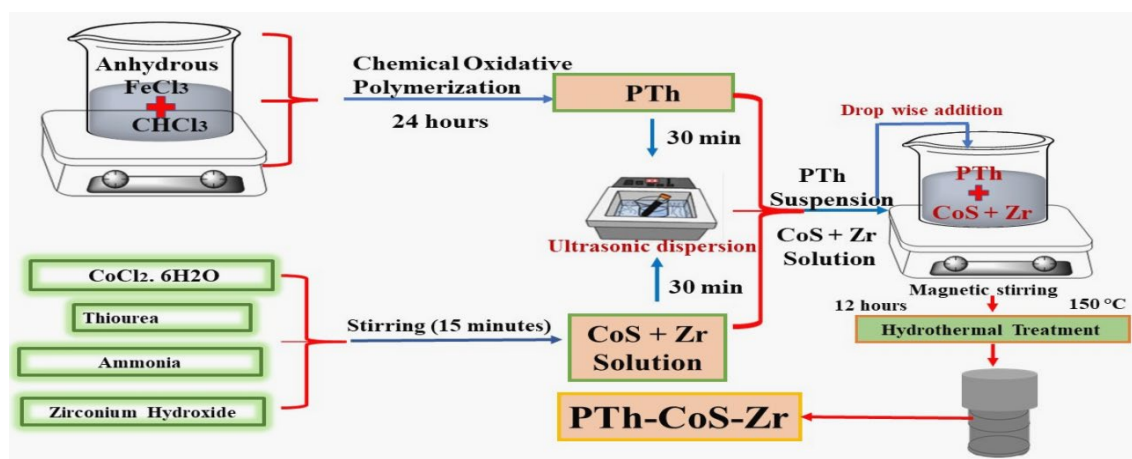 Anhydrous
FeCl3
CHCl3
Chemical Oxidative
Polymerization
24 hours
PTh
30 min
Ultrasonic dispersion
30 min
CoCl₂. 6H2O
Thiourea
Ammonia
Zirconium Hydroxide
Stirring (15 minutes)
CoS + Zr
Solution
PTh
Suspension
CoS + Zr
Solution
Drop wise addition
PTh
+
CoS + Zr
Magnetic stirring
12 hours 150 °C
Hydrothermal Treatment
PTh-CoS-Zr